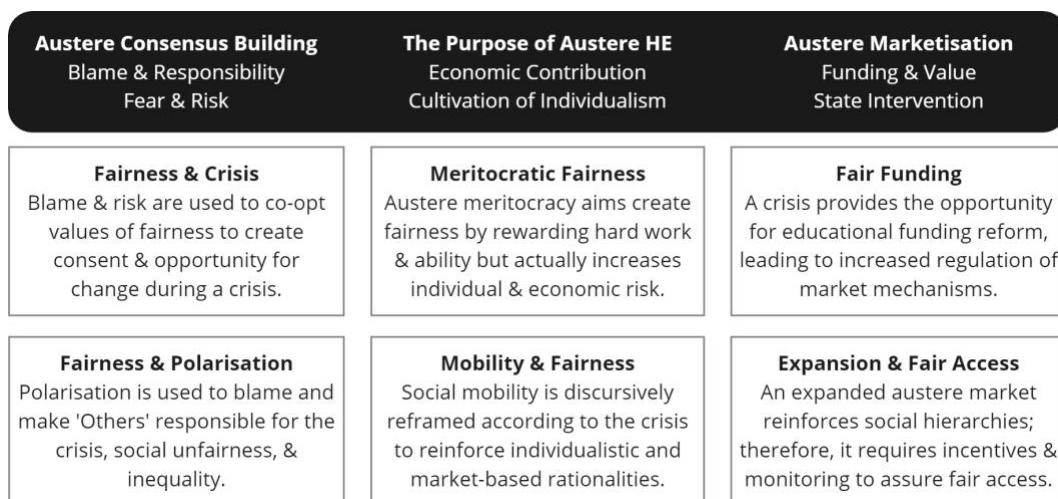 Austere Consensus Building
Blame & Responsibility
Fear & Risk
The Purpose of Austere HE
Economic Contribution
Cultivation of Individualism
Austere Marketisation
Funding & Value
State Intervention
Fairness & Crisis
Blame & risk are used to co-opt
values of fairness to create
consent & opportunity for
change during a crisis.
Meritocratic Fairness
Austere meritocracy aims create
fairness by rewarding hard work
& ability but actually increases
individual & economic risk.
Fair Funding
A crisis provides the opportunity
for educational funding reform,
leading to increased regulation of
market mechanisms.
Fairness & Polarisation
Polarisation is used to blame and
make 'Others' responsible for the
crisis, social unfairness, &
inequality.
Mobility & Fairness
Social mobility is discursively
reframed according to the crisis
to reinforce individualistic and
market-based rationalities.
Expansion & Fair Access
An expanded austere market
reinforces social hierarchies;
therefore, it requires incentives &
monitoring to assure fair access.